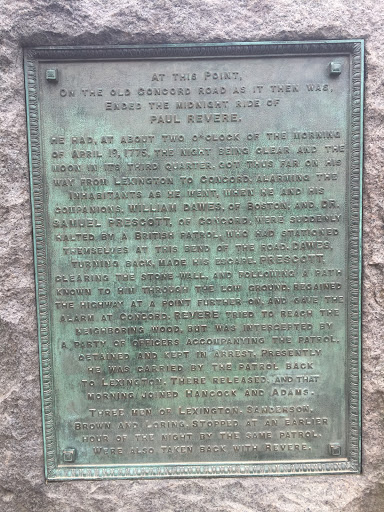 AT THIS POINT,
ON THE OLD CONCORD ROAD AS IT THEN WAS,
ENDED THE MIDNIGHT RIDE OF
PAUL REVERE.
HE HAD, AT ABOUT TWO O'CLOCK OF THE MORNING
OF APRIL 19, 1775, THE NIGHT BEING CLEAR AND THE
MOON IN ITS THIRD QUARTER, GOT THUS FAR ON HIS
WAY FROM LEXINGTON TO CONCORD, ALARMING THE
INHABITANTS AS HE WENT, WHEN HE AND HIS
COMPANIONS, WILLIAM DAWES, OF BOSTON, AND DR.
SAMUEL PRESCOTT, OF CONCORD, WERE SUDDENLY
HALTED BY A BRITISH PATROL, WHO HAD STATIONED
THEMSELVES AT THIS BEND OF THE ROAD. DAWES,
TURNING BACK, MADE HIS ESCAPE. PRESCOTT,
CLEARING THE STONE WALL, AND FOLLOWING A PATH
KNOWN TO HIM THROUGH THE LOW GROUND, REGAINED
THE HIGHWAY AT A POINT FURTHER ON, AND GAVE THE
ALARM AT CONCORD. REVERE TRIED TO REACH THE
NEIGHBORING WOOD, BUT WAS INTERCEPTED BY
A PARTY OF OFFICERS ACCOMPANYING THE PATROL,
DETAINED AND KEPT IN ARREST. PRESENTLY
HE WAS CARRIED BY THE PATROL BACK
TO LEXINGTON, THERE RELEASED, AND THAT
MORNING JOINED HANCOCK AND ADAMS.
THREE MEN OF LEXINGTON, SANDERSON,
BROWN AND LORING, STOPPED AT AN EARLIER
HOUR OF THE NIGHT BY THE SAME PATROL,
WERE ALSO TAKEN BACK WITH REVERE.